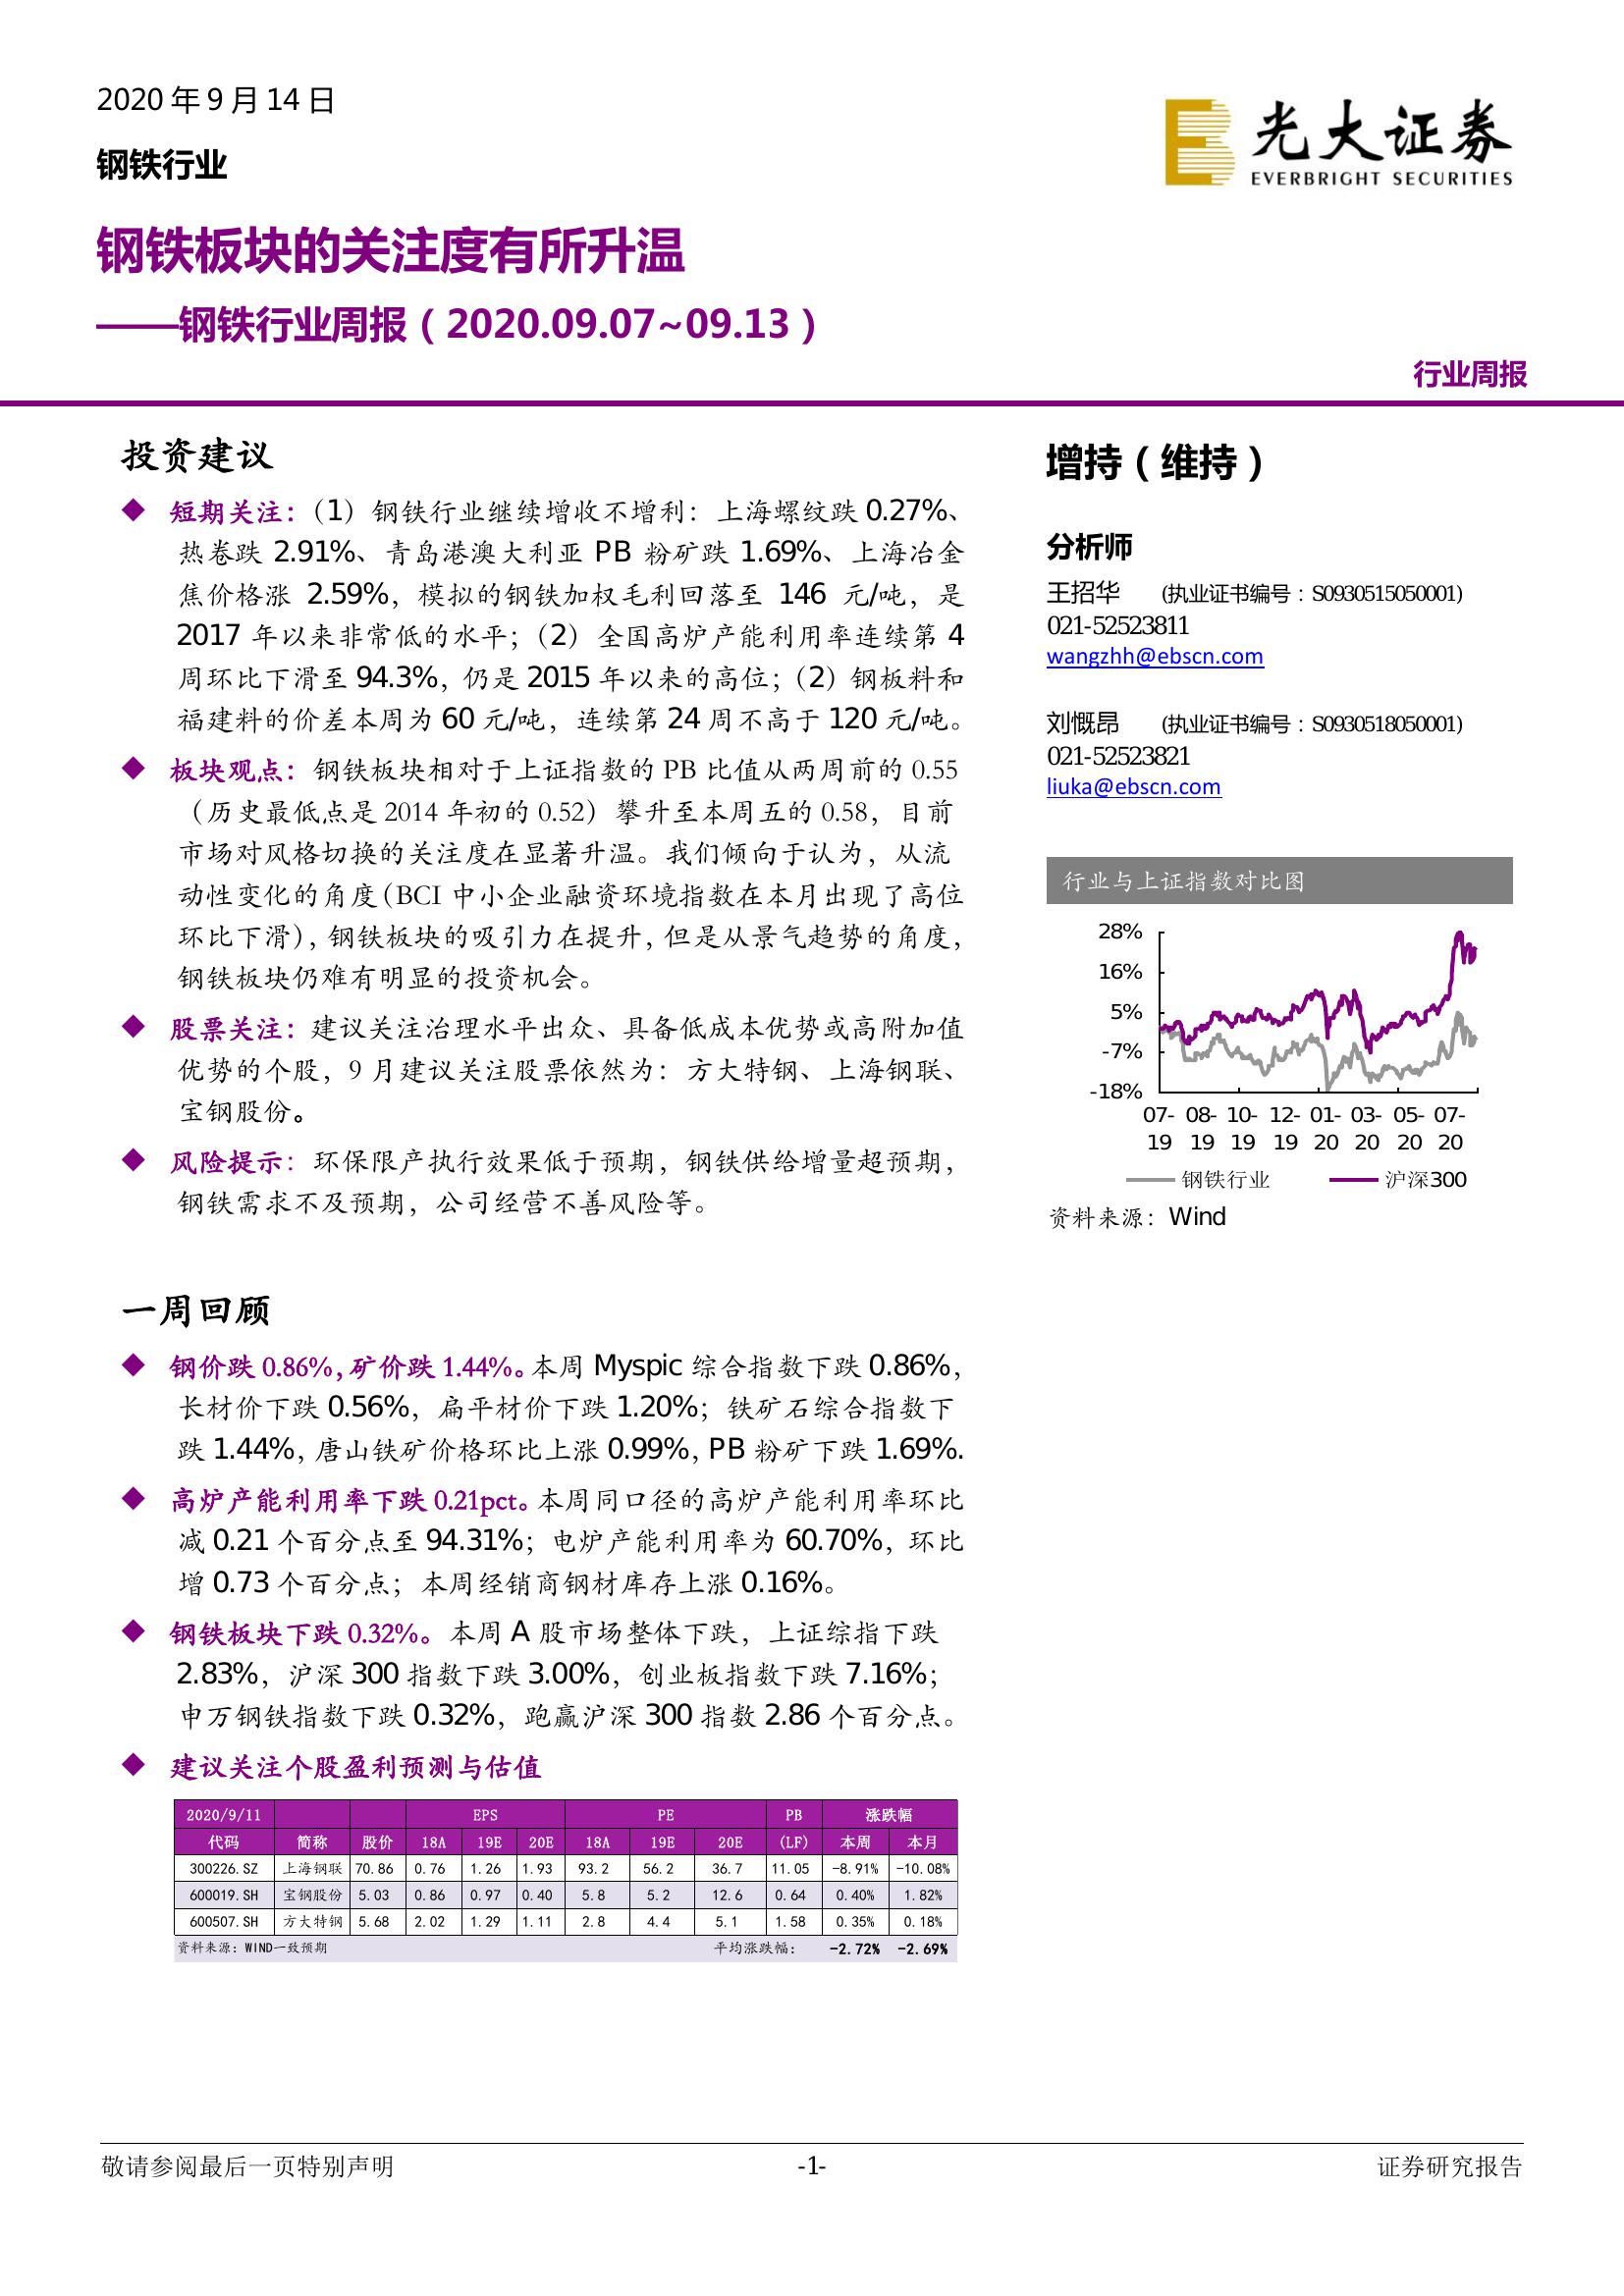 2020 年 9 月 14 日
钢铁行业
光大证券
EVERBRIGHT SECURITIES
钢铁板块的关注度有所升温
——钢铁行业周报（2020.09.07~09.13）
行业周报
投资建议
◆ 短期关注：（1）钢铁行业继续增收不增利：上海螺纹跌 0.27%、
热卷跌 2.91%、青岛港澳大利亚 PB 粉矿跌 1.69%、上海冶金
焦价格涨 2.59%，模拟的钢铁加权毛利回落至 146 元/吨，是
2017 年以来非常低的水平；（2）全国高炉产能利用率连续第 4
周环比下滑至 94.3%，仍是 2015 年以来的高位；（2）钢板料和
福建料的价差本周为 60 元/吨，连续第 24 周不高于 120 元/吨。
◆ 板块观点：钢铁板块相对于上证指数的 PB 比值从两周前的 0.55
（历史最低点是 2014 年初的 0.52）攀升至本周五的 0.58，目前
市场对风格切换的关注度在显著升温。我们倾向于认为，从流
动性变化的角度（BCI 中小企业融资环境指数在本月出现了高位
环比下滑），钢铁板块的吸引力在提升，但是从景气趋势的角度，
钢铁板块仍难有明显的投资机会。
◆ 股票关注：建议关注治理水平出众、具备低成本优势或高附加值
优势的个股，9 月建议关注股票依然为：方大特钢、上海钢联、
宝钢股份。
◆ 风险提示：环保限产执行效果低于预期，钢铁供给增量超预期，
钢铁需求不及预期，公司经营不善风险等。
一周回顾
◆ 钢价跌 0.86%，矿价跌 1.44%。本周 Myspic 综合指数下跌 0.86%，
长材价下跌 0.56%，扁平材价下跌 1.20%；铁矿石综合指数下
跌 1.44%，唐山铁矿价格环比上涨 0.99%，PB 粉矿下跌 1.69%.
◆ 高炉产能利用率下跌 0.21pct。本周同口径的高炉产能利用率环比
减 0.21 个百分点至 94.31%；电炉产能利用率为 60.70%，环比
增 0.73 个百分点；本周经销商钢材库存上涨 0.16%。
◆ 钢铁板块下跌 0.32%。本周 A 股市场整体下跌，上证综指下跌
2.83%，沪深 300 指数下跌 3.00%，创业板指数下跌 7.16%；
申万钢铁指数下跌 0.32%，跑赢沪深 300 指数 2.86 个百分点。
◆ 建议关注个股盈利预测与估值
2020/9/11 EPS PE PB 涨跌幅
代码 简称 股价 18A 19E 20E 18A 19E 20E (LF) 本周 本月
300226.SZ 上海钢联 70.86 0.76 1.26 1.93 93.2 56.2 36.7 11.05 -8.91% -10.08%
600019.SH 宝钢股份 5.03 0.86 0.97 0.40 5.8 5.2 12.6 0.64 0.40% 1.82%
600507.SH 方大特钢 5.68 2.02 1.29 1.11 2.8 4.4 5.1 1.58 0.35% 0.18%
资料来源：WIND一致预期 平均涨跌幅： -2.72% -2.69%
增持（维持）
分析师
王招华 (执业证书编号：S0930515050001)
021-52523811
wangzhh@ebscn.com
刘慨昂 (执业证书编号：S0930518050001)
021-52523821
liuka@ebscn.com
行业与上证指数对比图
28%
16%
5%
-7%
-18%
07- 08- 10- 12- 01- 03- 05- 07-
19 19 19 19 20 20 20 20
钢铁行业 沪深300
资料来源：Wind
敬请参阅最后一页特别声明 -1- 证券研究报告